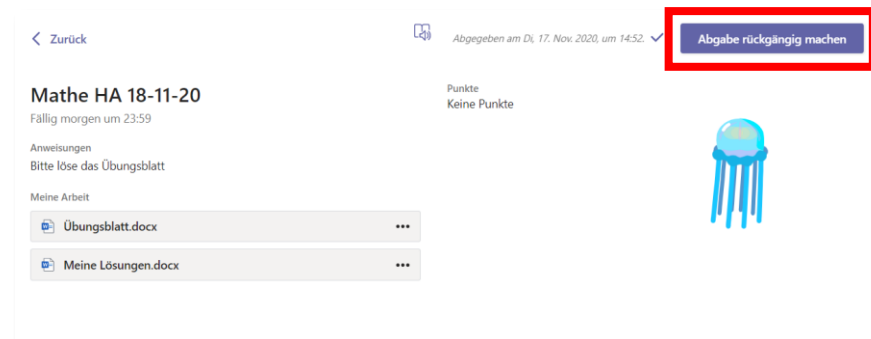 Zurück
Abgegeben am Di, 17. Nov. 2020, um 14:52.
Abgabe rückgängig machen
Mathe HA 18-11-20
Fällig morgen um 23:59
Punkte
Keine Punkte
Anweisungen
Bitte löse das Übungsblatt
Meine Arbeit
Übungsblatt.docx
Meine Lösungen.docx